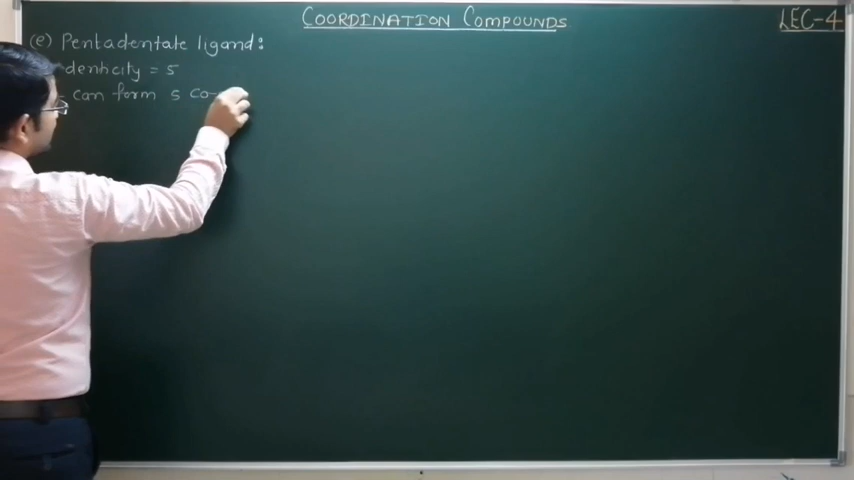 COORDINATION COMPOUNDS
LEC-4
(e) Pentadentate ligand:
denticity = 5
- can form 5 co-